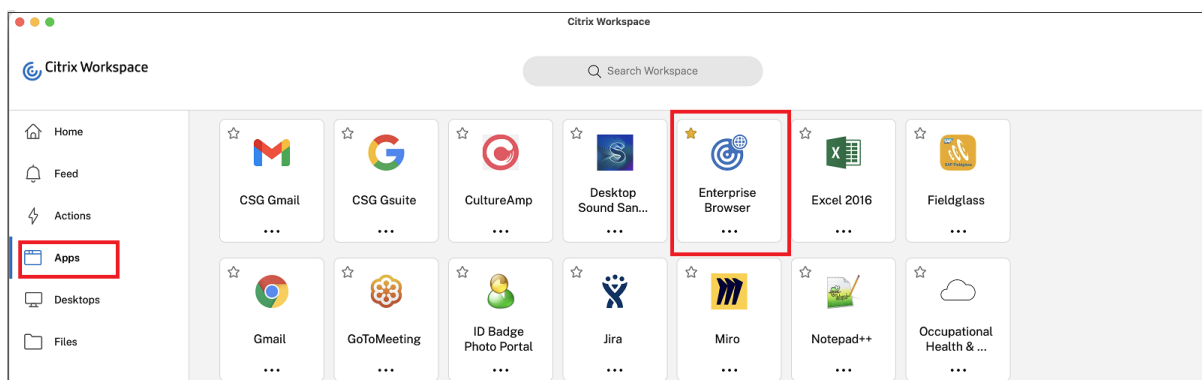 Citrix Workspace
Citrix Workspace
Search Workspace
Home
Feed
Actions
Apps
Desktops
Files
CSG Gmail
CSG Gsuite
CultureAmp
Desktop
Sound San...
Enterprise
Browser
Excel 2016
Fieldglass
Gmail
GoToMeeting
ID Badge
Photo Portal
Jira
Miro
Notepad++
Occupational
Health & ...